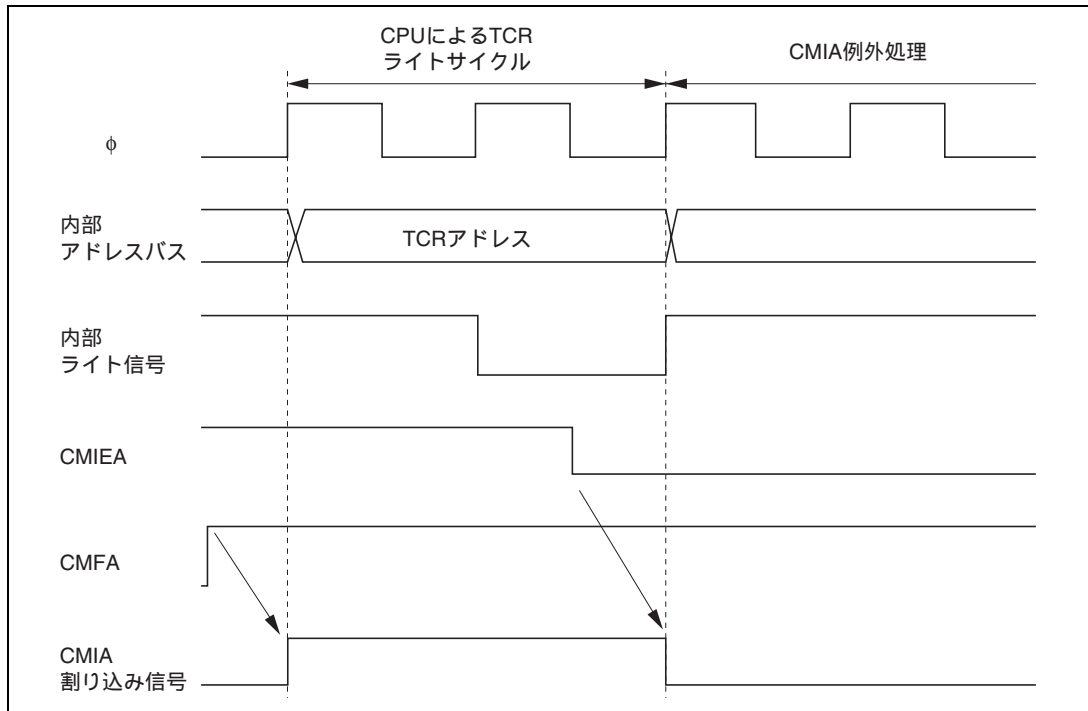 CPUによるTCR
ライトサイクル
CMIA例外処理
φ
内部
アドレスバス
TCRアドレス
内部
ライト信号
CMIEA
CMFA
CMIA
割り込み信号